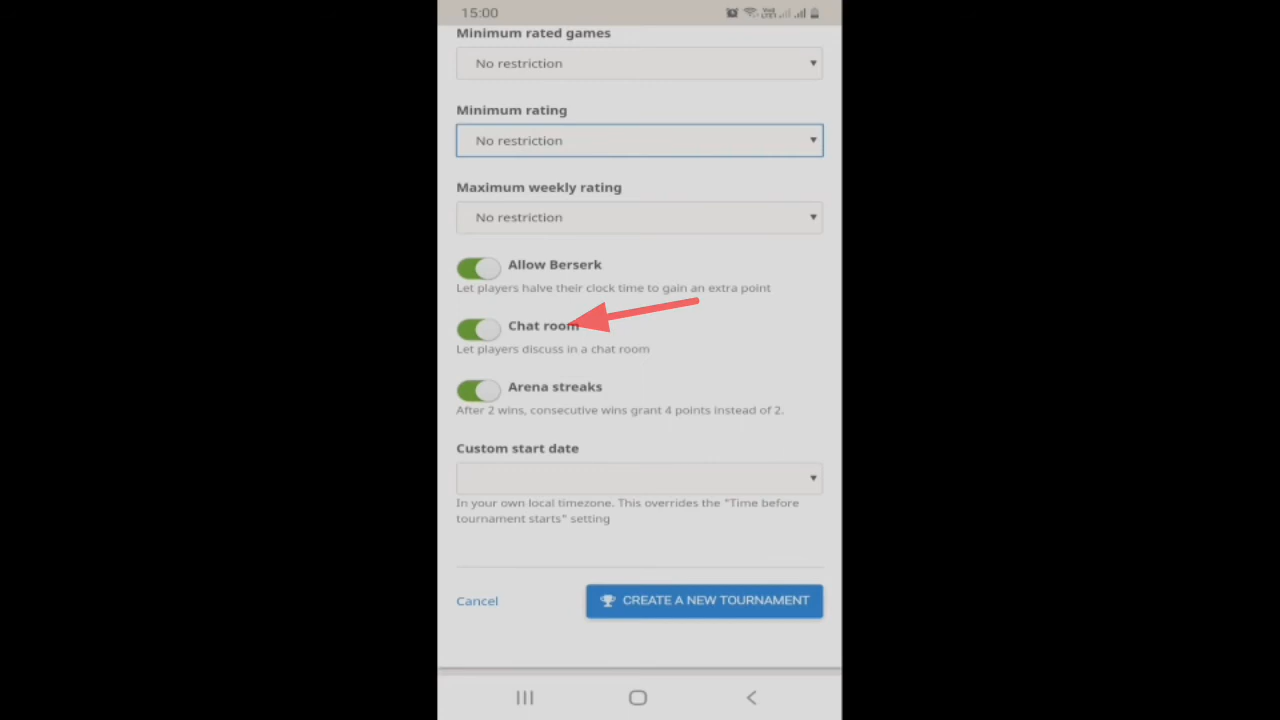 15:00
Minimum rated games
No restriction
Minimum rating
No restriction
Maximum weekly rating
No restriction
Allow Berserk
Let players halve their clock time to gain an extra point
Chat room
Let players discuss in a chat room
Arena streaks
After 2 wins, consecutive wins grant 4 points instead of 2.
Custom start date
In your own local timezone. This overrides the "Time before
tournament starts" setting
Cancel
CREATE A NEW TOURNAMENT